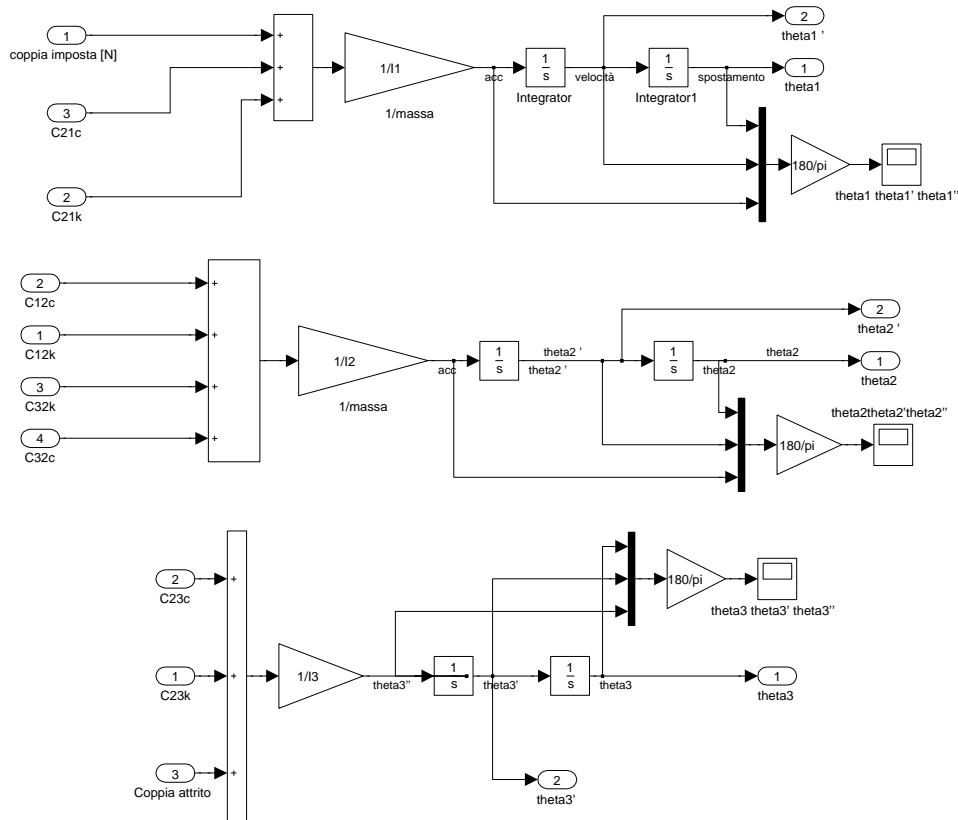 2
theta1 '
1
coppia imposta [N]
+
+
+
3
C21c
2
C21k
1/I1
1/massa
acc
1
s
Integrator
velocità
1
s
Integrator1
spostamento
1
theta1
180/pi
theta1 theta1' theta1''
2
C12c
1
C12k
3
C32k
4
C32c
+
+
+
+
1/I2
1/massa
acc
1
s
theta2 '
theta2 '
1
s
theta2
theta2
2
theta2 '
1
theta2
180/pi
theta2theta2'theta2''
2
C23c
1
C23k
3
Coppia attrito
+
+
+
1/I3
theta3''
1
s
theta3'
1
s
theta3
180/pi
theta3 theta3' theta3''
1
theta3
2
theta3'